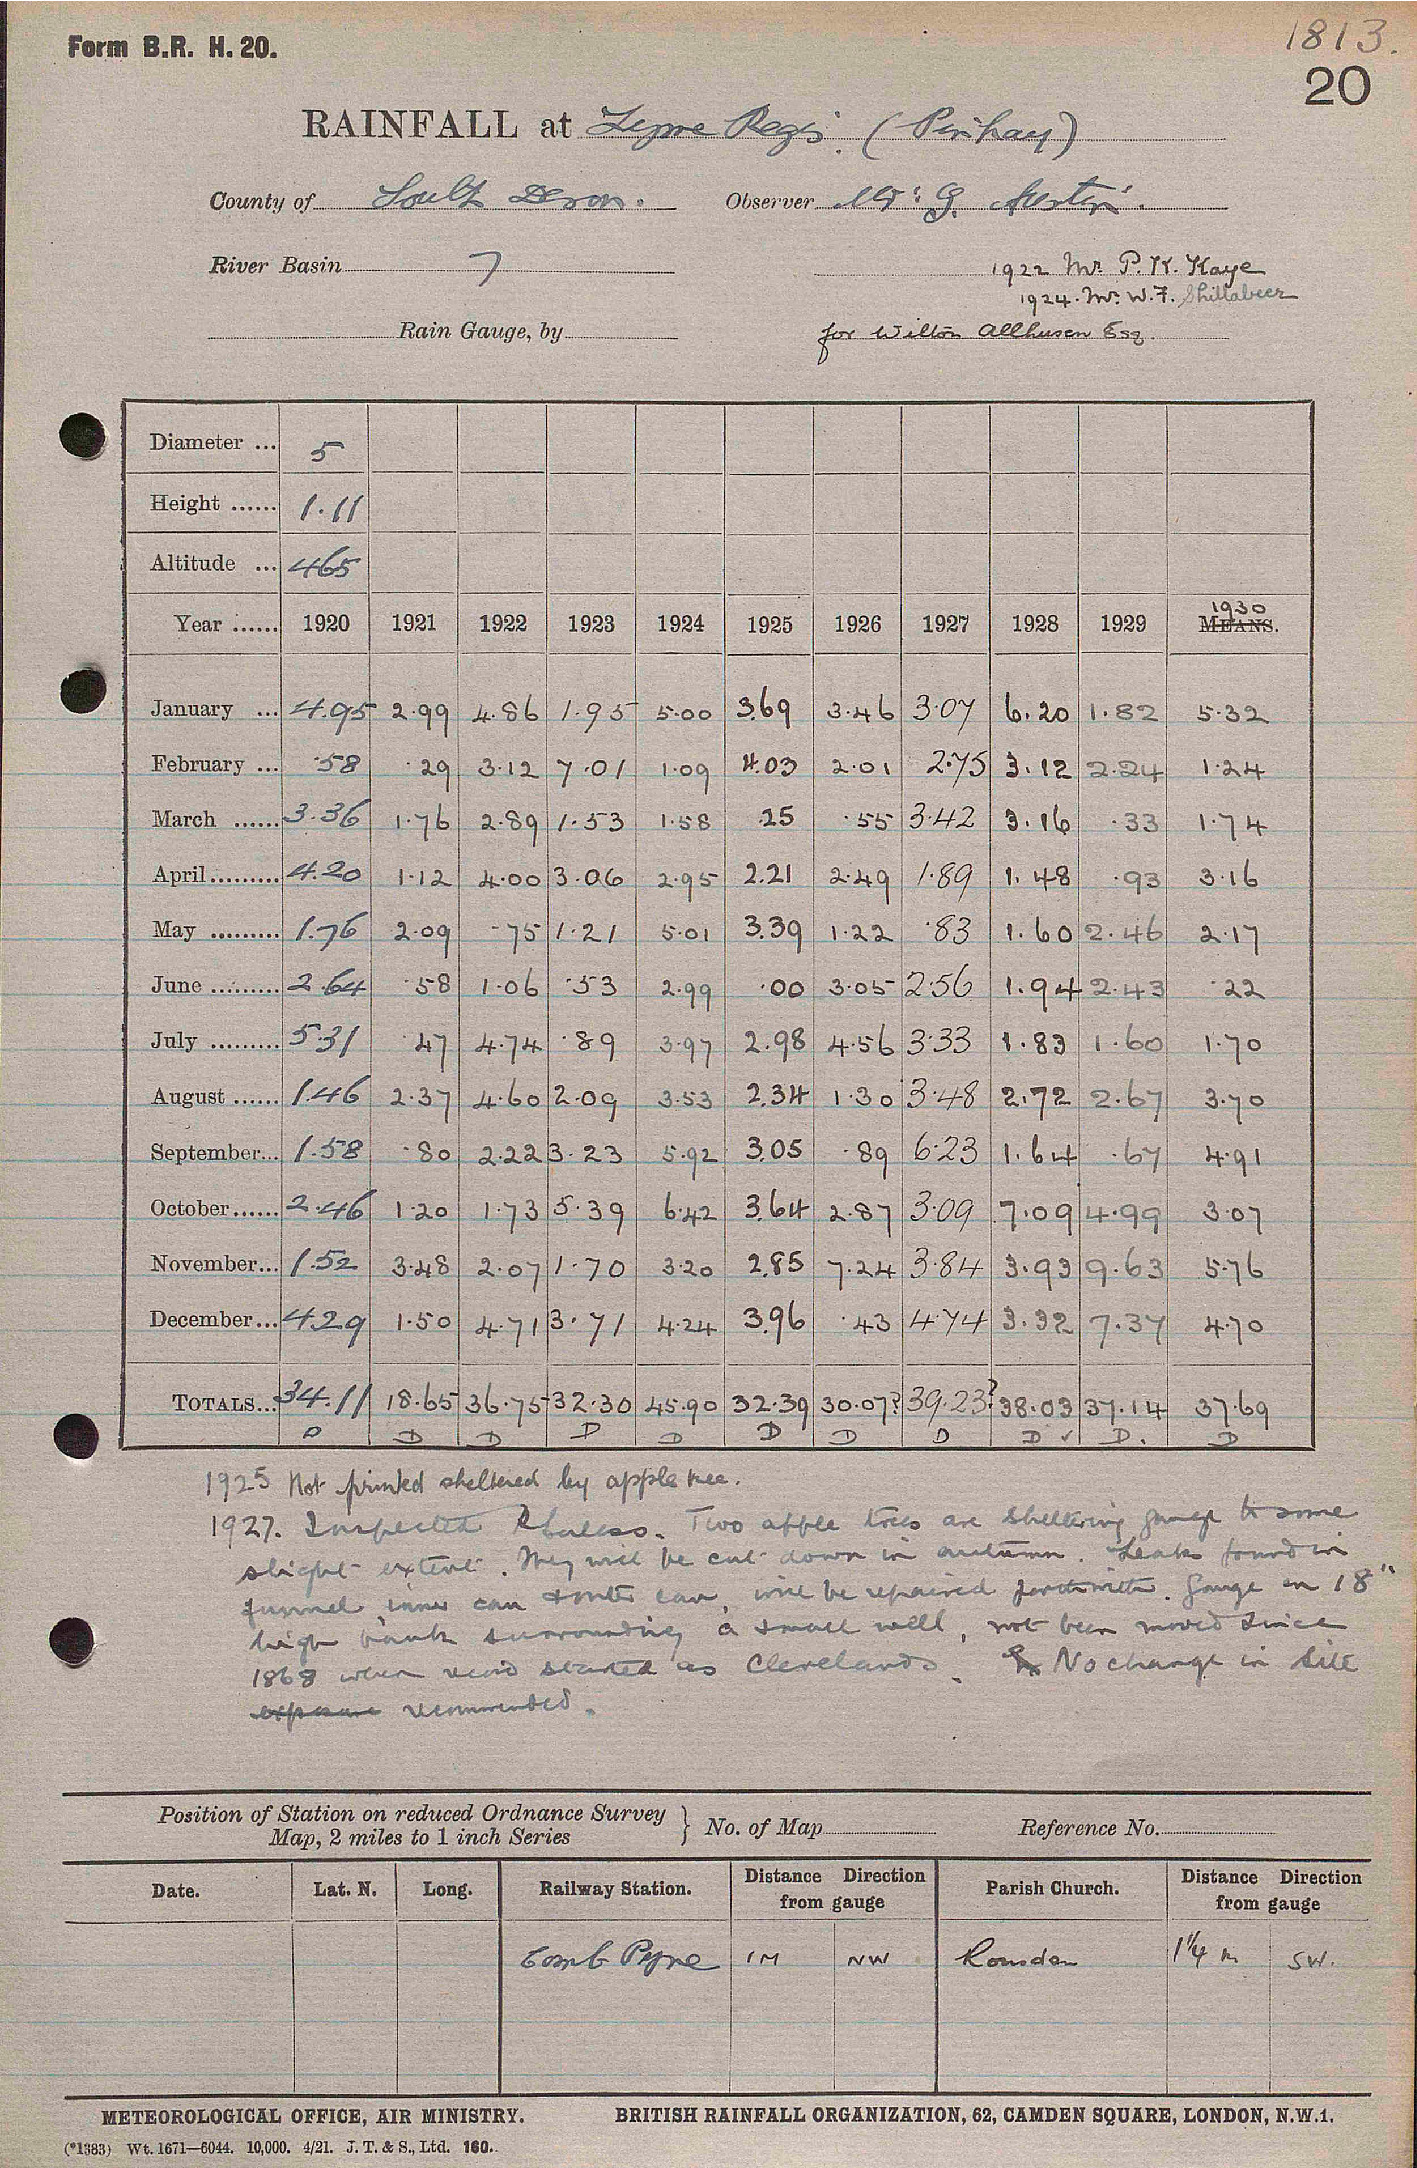 Form B.R. H. 20.
1813.
20
RAINFALL at Lyme Regis. (Pinhay)
County of South Devon. Observer Mr. G. Austin.
River Basin 7 1922 Mr. P. K. Kaye
1924. Mr. W. F. Shillabeer
Rain Gauge, by for Wilton Allhusen Esq.
Diameter ... 5
Height ...... 1.11
Altitude ... 465
Year ...... 1920 1921 1922 1923 1924 1925 1926 1927 1928 1929 1930 MEANS.
January ... 4.95 2.99 4.86 1.95 5.00 3.69 3.46 3.07 6.20 1.82 5.32
February ... .58 .29 3.12 7.01 1.09 4.03 2.01 2.75 3.12 2.24 1.24
March ...... 3.36 1.76 2.89 1.53 1.58 .25 .55 3.42 3.16 .33 1.74
April......... 4.20 1.12 4.00 3.06 2.95 2.21 2.49 1.89 1.48 .93 3.16
May ......... 1.76 2.09 .75 1.21 5.01 3.39 1.22 .83 1.60 2.46 2.17
June ......... 2.64 .58 1.06 .53 2.99 .00 3.05 2.56 1.94 2.43 .22
July ......... 5.31 .47 4.74 .89 3.97 2.98 4.56 3.33 1.83 1.60 1.70
August ...... 1.46 2.37 4.60 2.09 3.53 2.34 1.30 3.48 2.72 2.67 3.70
September... 1.58 .80 2.22 3.23 5.92 3.05 .89 6.23 1.64 .67 4.91
October...... 2.46 1.20 1.73 5.39 6.42 3.64 2.87 3.09 7.09 4.99 3.07
November... 1.52 3.48 2.07 1.70 3.20 2.85 7.24 3.84 3.93 9.63 5.76
December... 4.29 1.50 4.71 3.71 4.24 3.96 .43 4.74 3.32 7.37 4.70
TOTALS... 34.11 18.65 36.75 32.30 45.90 32.39 30.07? 39.23? 38.03 37.14 37.69
D D D D D D D D D ✓ D. D
1925 Not printed sheltered by apple tree.
1927. Inspected. Two apple trees are sheltering gauge to some
slight extent. They will be cut down in autumn. Leak found in
funnel, inner can & outer can, will be repaired forthwith. Gauge on 18"
high bank surrounding a small well, not been moved since
1868 when record started as Clevelands. No change in site
exposure recommended.
Position of Station on reduced Ordnance Survey
Map, 2 miles to 1 inch Series } No. of Map Reference No.
Date. Lat. N. Long. Railway Station. Distance Direction from gauge Parish Church. Distance Direction from gauge
Comb Pyne 1M NW Rousdon 1¼ m SW.
METEOROLOGICAL OFFICE, AIR MINISTRY. BRITISH RAINFALL ORGANIZATION, 62, CAMDEN SQUARE, LONDON, N.W.1.
(*1383) Wt. 1671—6044. 10,000. 4/21. J. T. & S., Ltd. 160.